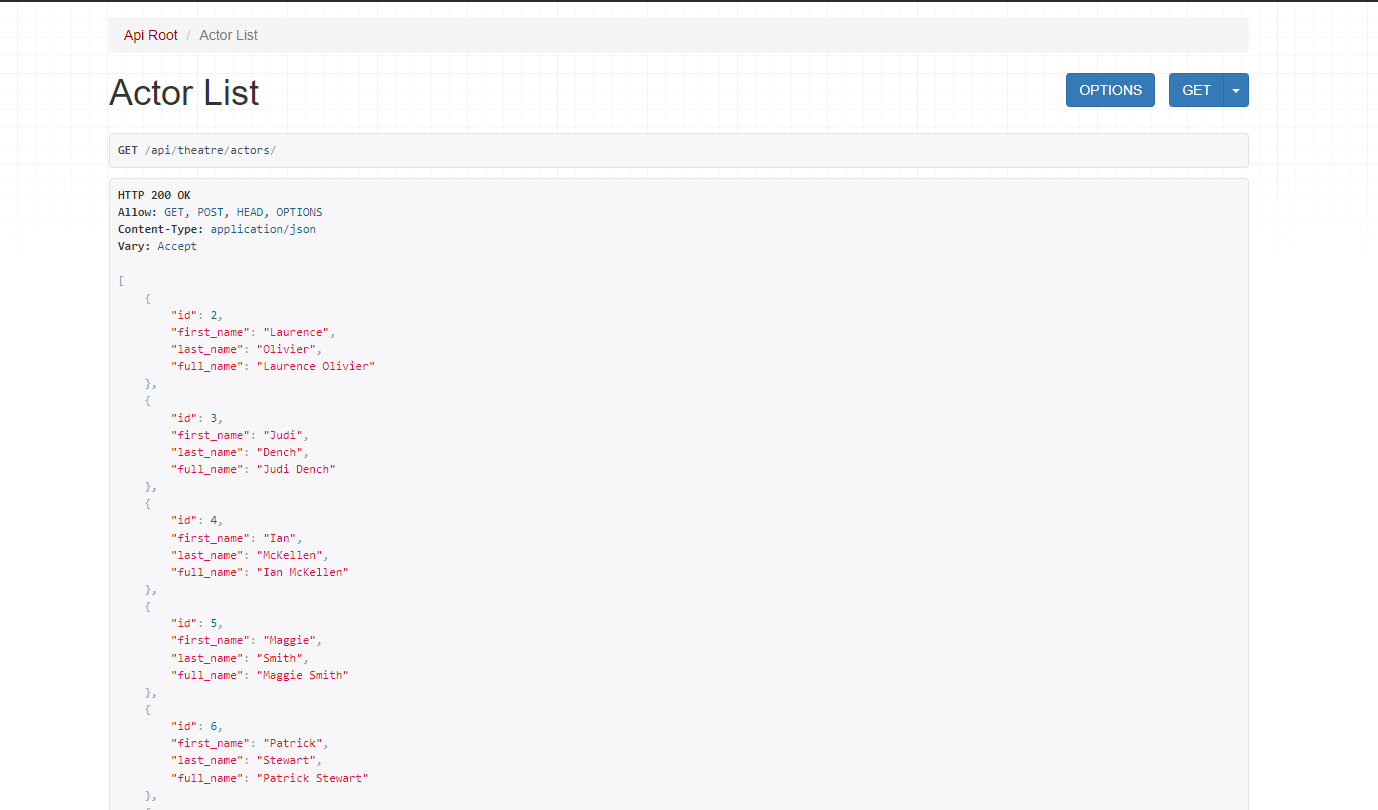 Api Root / Actor List
Actor List
OPTIONS GET
GET /api/theatre/actors/
HTTP 200 OK
Allow: GET, POST, HEAD, OPTIONS
Content-Type: application/json
Vary: Accept
[
    {
        "id": 2,
        "first_name": "Laurence",
        "last_name": "Olivier",
        "full_name": "Laurence Olivier"
    },
    {
        "id": 3,
        "first_name": "Judi",
        "last_name": "Dench",
        "full_name": "Judi Dench"
    },
    {
        "id": 4,
        "first_name": "Ian",
        "last_name": "McKellen",
        "full_name": "Ian McKellen"
    },
    {
        "id": 5,
        "first_name": "Maggie",
        "last_name": "Smith",
        "full_name": "Maggie Smith"
    },
    {
        "id": 6,
        "first_name": "Patrick",
        "last_name": "Stewart",
        "full_name": "Patrick Stewart"
    },